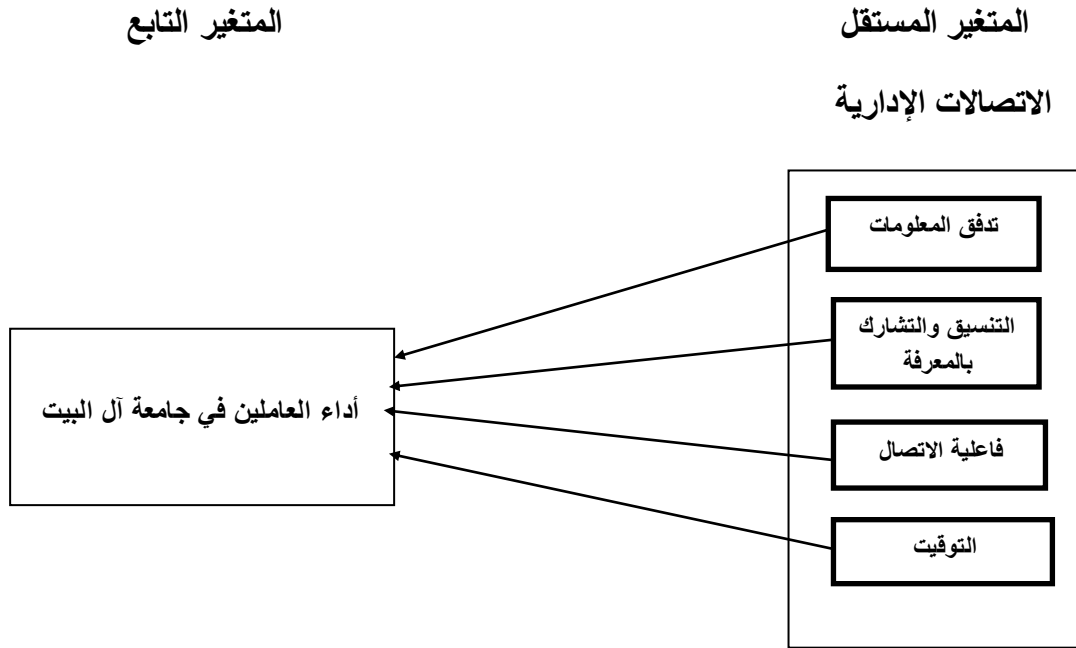 المتغير المستقل
المتغير التابع
الاتصالات الإدارية
تدفق المعلومات
التنسيق والتشارك
بالمعرفة
فاعلية الاتصال
التوقيت
أداء العاملين في جامعة آل البيت